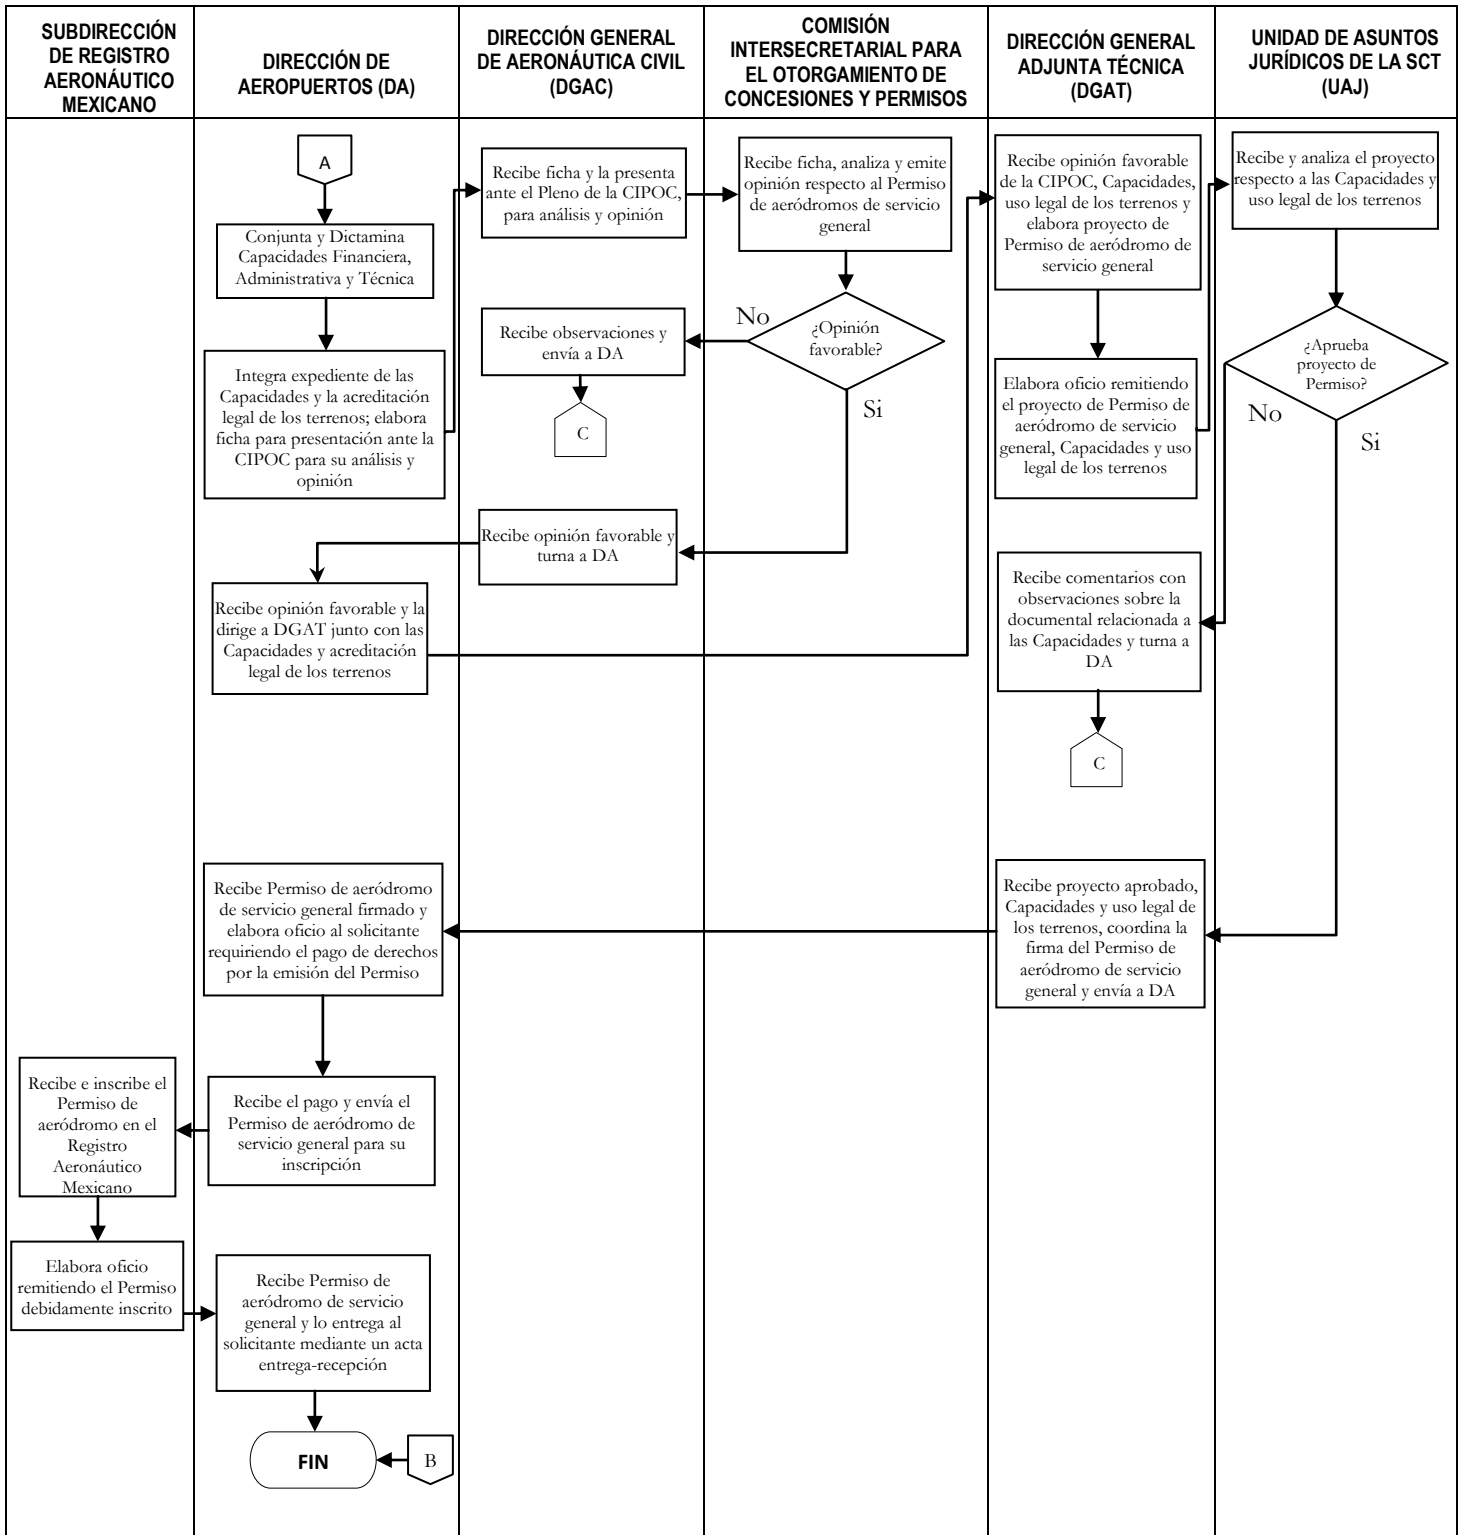 SUBDIRECCIÓN
DE REGISTRO
AERONÁUTICO
MEXICANO
DIRECCIÓN DE
AEROPUERTOS (DA)
DIRECCIÓN GENERAL
DE AERONÁUTICA CIVIL
(DGAC)
COMISIÓN
INTERSECRETARIAL PARA
EL OTORGAMIENTO DE
CONCESIONES Y PERMISOS
DIRECCIÓN GENERAL
ADJUNTA TÉCNICA
(DGAT)
UNIDAD DE ASUNTOS
JURÍDICOS DE LA SCT
(UAJ)
A
Conjunta y Dictamina
Capacidades Financiera,
Administrativa y Técnica
Integra expediente de las
Capacidades y la acreditación
legal de los terrenos; elabora
ficha para presentación ante la
CIPOC para su análisis y
opinión
Recibe ficha y la presenta
ante el Pleno de la CIPOC,
para análisis y opinión
Recibe ficha, analiza y emite
opinión respecto al Permiso
de aeródromos de servicio
general
¿Opinión
favorable?
No
Si
Recibe observaciones y
envía a DA
C
Recibe opinión favorable y
turna a DA
Recibe opinión favorable y la
dirige a DGAT junto con las
Capacidades y acreditación
legal de los terrenos
Recibe opinión favorable
de la CIPOC, Capacidades,
uso legal de los terrenos y
elabora proyecto de
Permiso de aeródromo de
servicio general
Elabora oficio remitiendo
el proyecto de Permiso de
aeródromo de servicio
general, Capacidades y uso
legal de los terrenos
Recibe y analiza el proyecto
respecto a las Capacidades y
uso legal de los terrenos
¿Aprueba
proyecto de
Permiso?
No
Si
Recibe comentarios con
observaciones sobre la
documental relacionada a
las Capacidades y turna a
DA
C
Recibe proyecto aprobado,
Capacidades y uso legal de
los terrenos, coordina la
firma del Permiso de
aeródromo de servicio
general y envía a DA
Recibe Permiso de aeródromo
de servicio general firmado y
elabora oficio al solicitante
requiriendo el pago de derechos
por la emisión del Permiso
Recibe el pago y envía el
Permiso de aeródromo de
servicio general para su
inscripción
Recibe e inscribe el
Permiso de
aeródromo en el
Registro
Aeronáutico
Mexicano
Elabora oficio
remitiendo el Permiso
debidamente inscrito
Recibe Permiso de
aeródromo de servicio
general y lo entrega al
solicitante mediante un acta
entrega-recepción
FIN
B